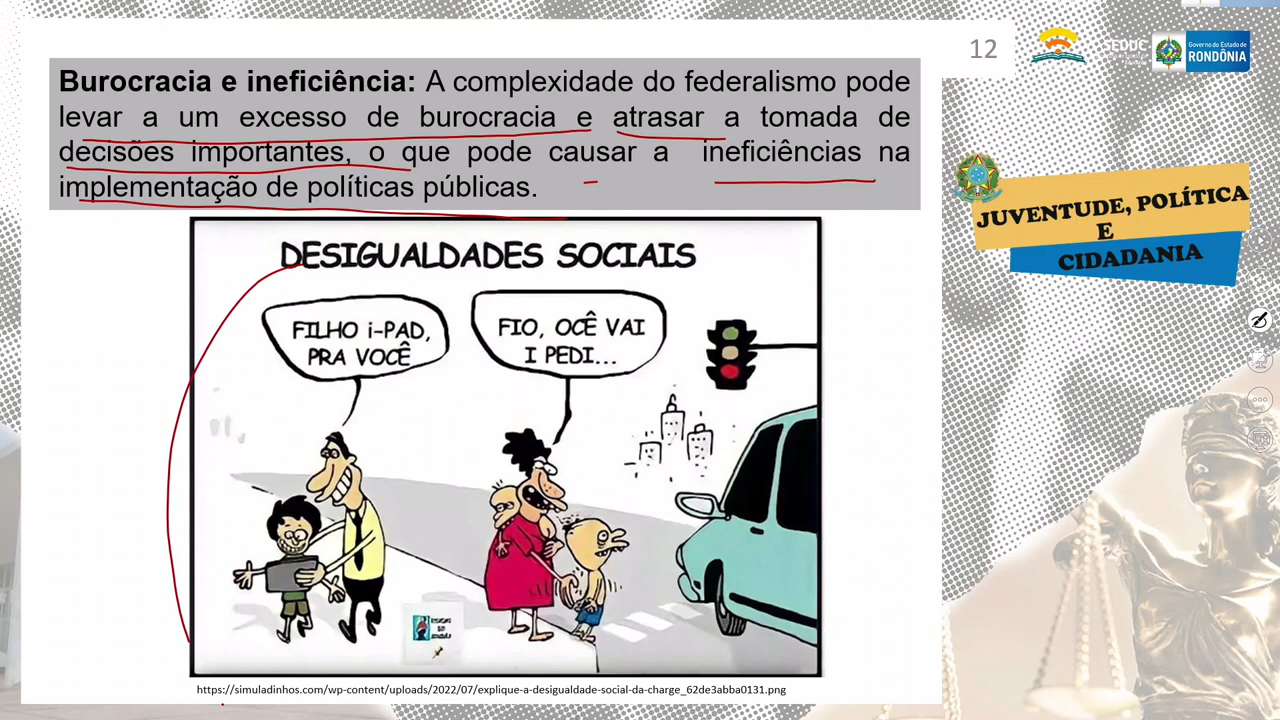 12
SEDUC
Governo do Estado de
RONDÔNIA
Burocracia e ineficiência: A complexidade do federalismo pode
levar a um excesso de burocracia e atrasar a tomada de
decisões importantes, o que pode causar a ineficiências na
implementação de políticas públicas.
JUVENTUDE, POLÍTICA
E
CIDADANIA
DESIGUALDADES SOCIAIS
FILHO i-PAD,
PRA VOCÊ
FIO, OCÊ VAI
I PEDI...
https://simuladinhos.com/wp-content/uploads/2022/07/explique-a-desigualdade-social-da-charge_62de3abba0131.png